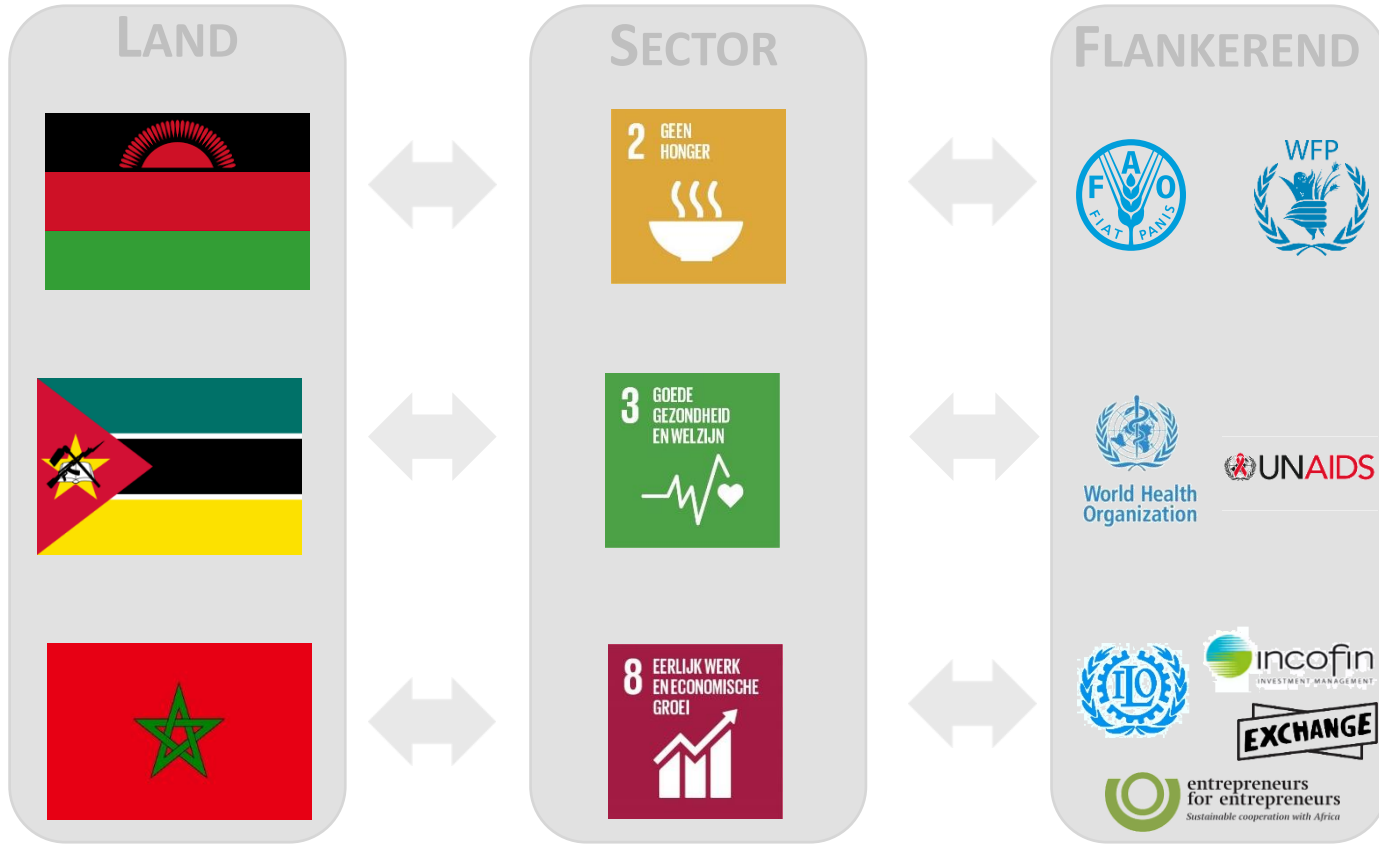 LAND
SECTOR
FLANKEREND
2 GEEN
HONGER
FAO
FIAT PANIS
WFP
3 GOEDE
GEZONDHEID
EN WELZIJN
World Health
Organization
UNAIDS
8 EERLIJK WERK
EN ECONOMISCHE
GROEI
ILO
incofin
INVESTMENT MANAGEMENT
EXCHANGE
entrepreneurs
for entrepreneurs
Sustainable cooperation with Africa